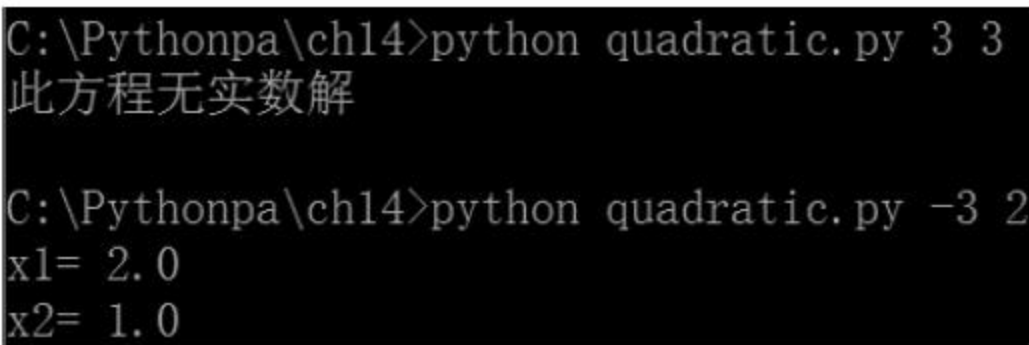 C:\Pythonpa\ch14>python quadratic.py 3 3
此方程无实数解
C:\Pythonpa\ch14>python quadratic.py -3 2
x1= 2.0
x2= 1.0